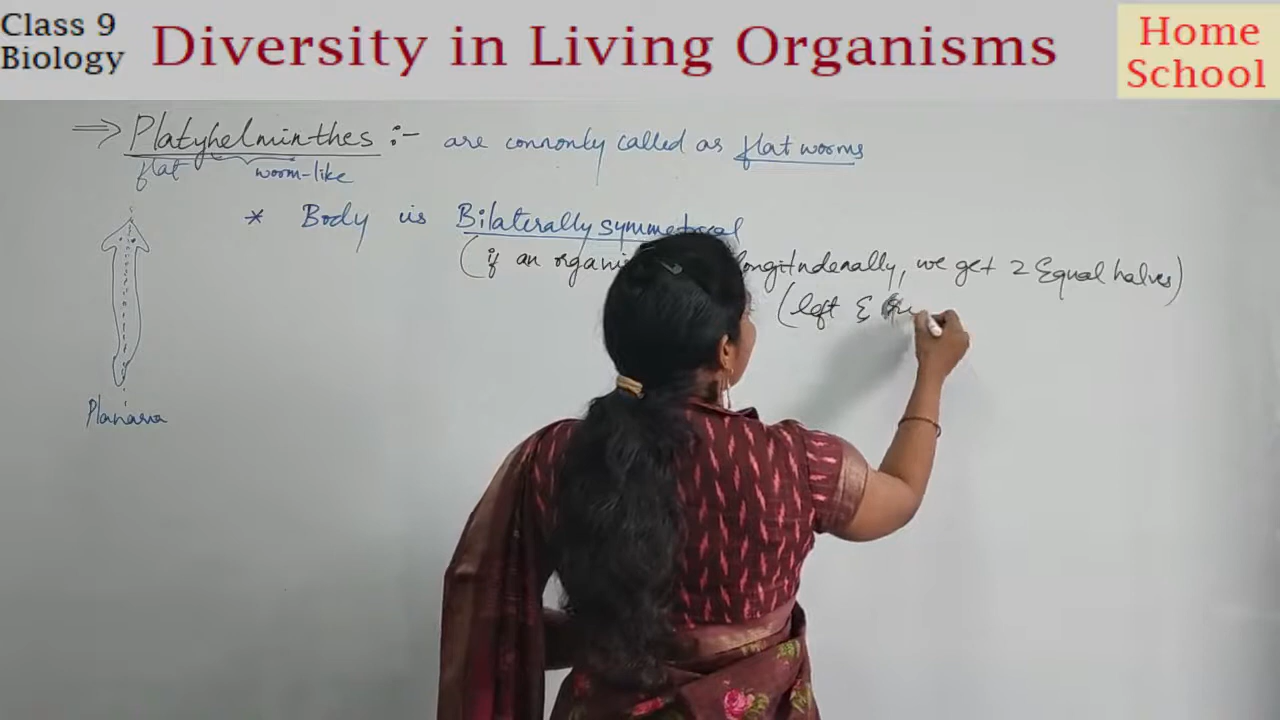 Class 9
Biology
Diversity in Living Organisms
Home
School
⇒ Platyhelminthes :- are commonly called as flat worms
flat worm-like
* Body is Bilaterally symmetrical
(if an organi longitudenally, we get 2 Equal halves)
(left &
Planaria